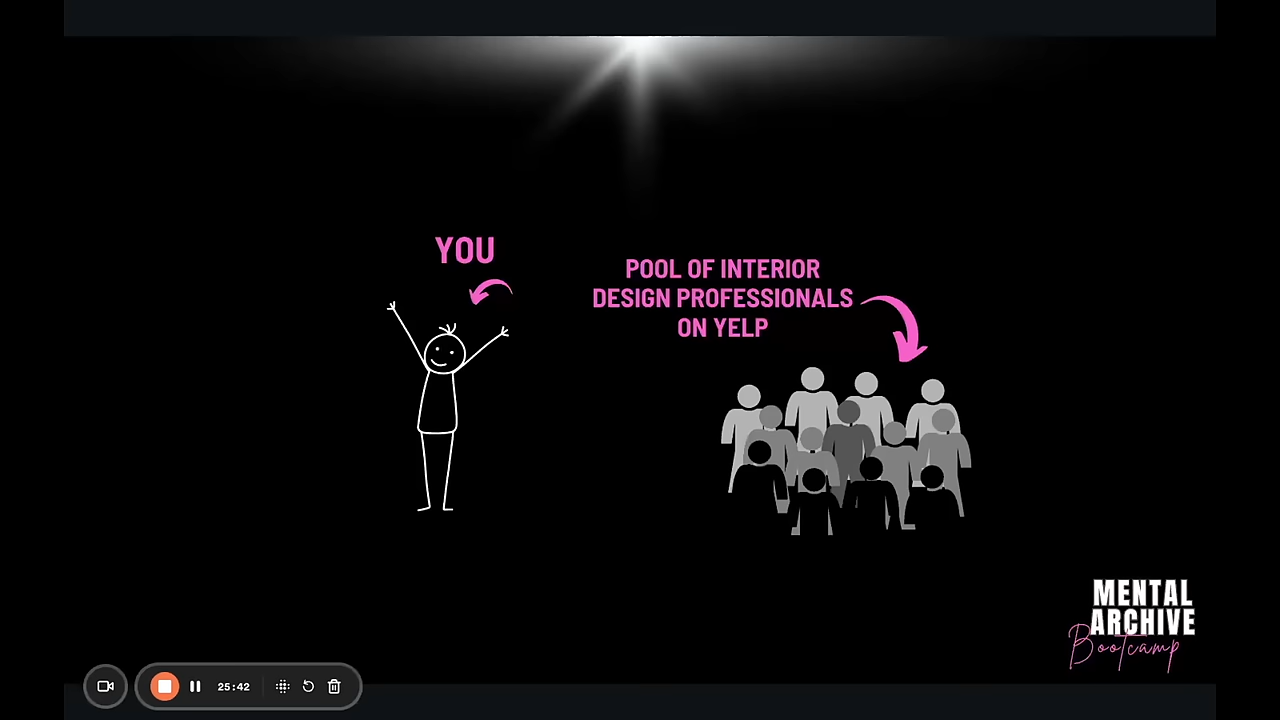 YOU
POOL OF INTERIOR
DESIGN PROFESSIONALS
ON YELP
MENTAL
ARCHIVE
Bootcamp
25:42